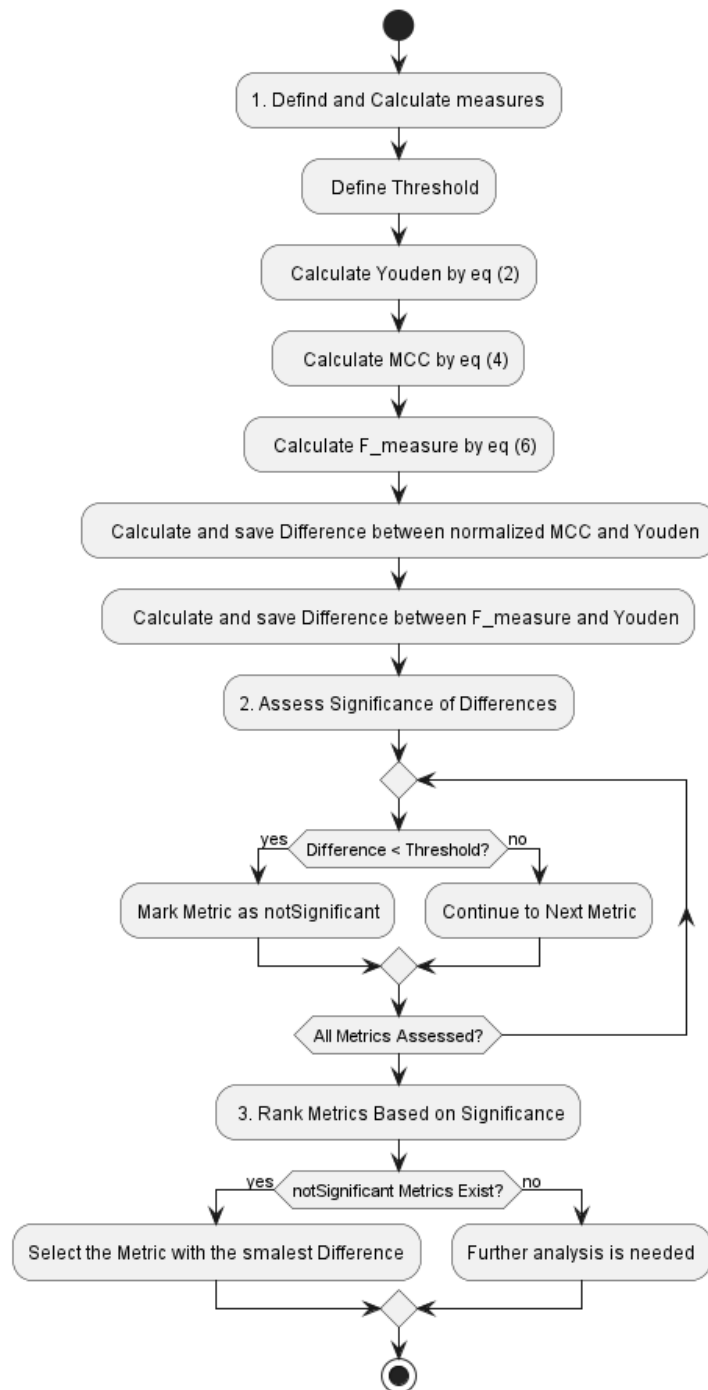 1. Defind and Calculate measures
Define Threshold
Calculate Youden by eq (2)
Calculate MCC by eq (4)
Calculate F_measure by eq (6)
Calculate and save Difference between normalized MCC and Youden
Calculate and save Difference between F_measure and Youden
2. Assess Significance of Differences
yes
Difference < Threshold?
no
Mark Metric as notSignificant
Continue to Next Metric
All Metrics Assessed?
3. Rank Metrics Based on Significance
yes
notSignificant Metrics Exist?
no
Select the Metric with the smalest Difference
Further analysis is needed